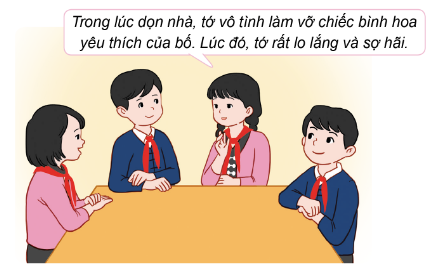 Trong lúc dọn nhà, tớ vô tình làm vỡ chiếc bình hoa
yêu thích của bố. Lúc đó, tớ rất lo lắng và sợ hãi.